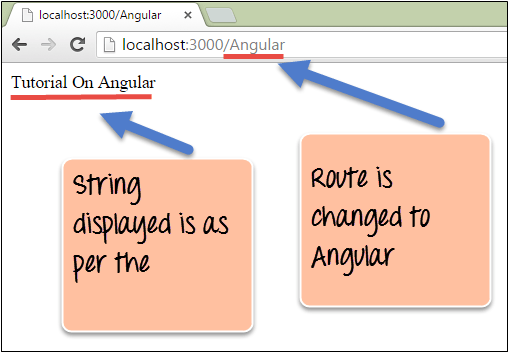 localhost:3000/Angular
localhost:3000/Angular
Tutorial On Angular
String
displayed is as
per the
Route is
changed to
Angular